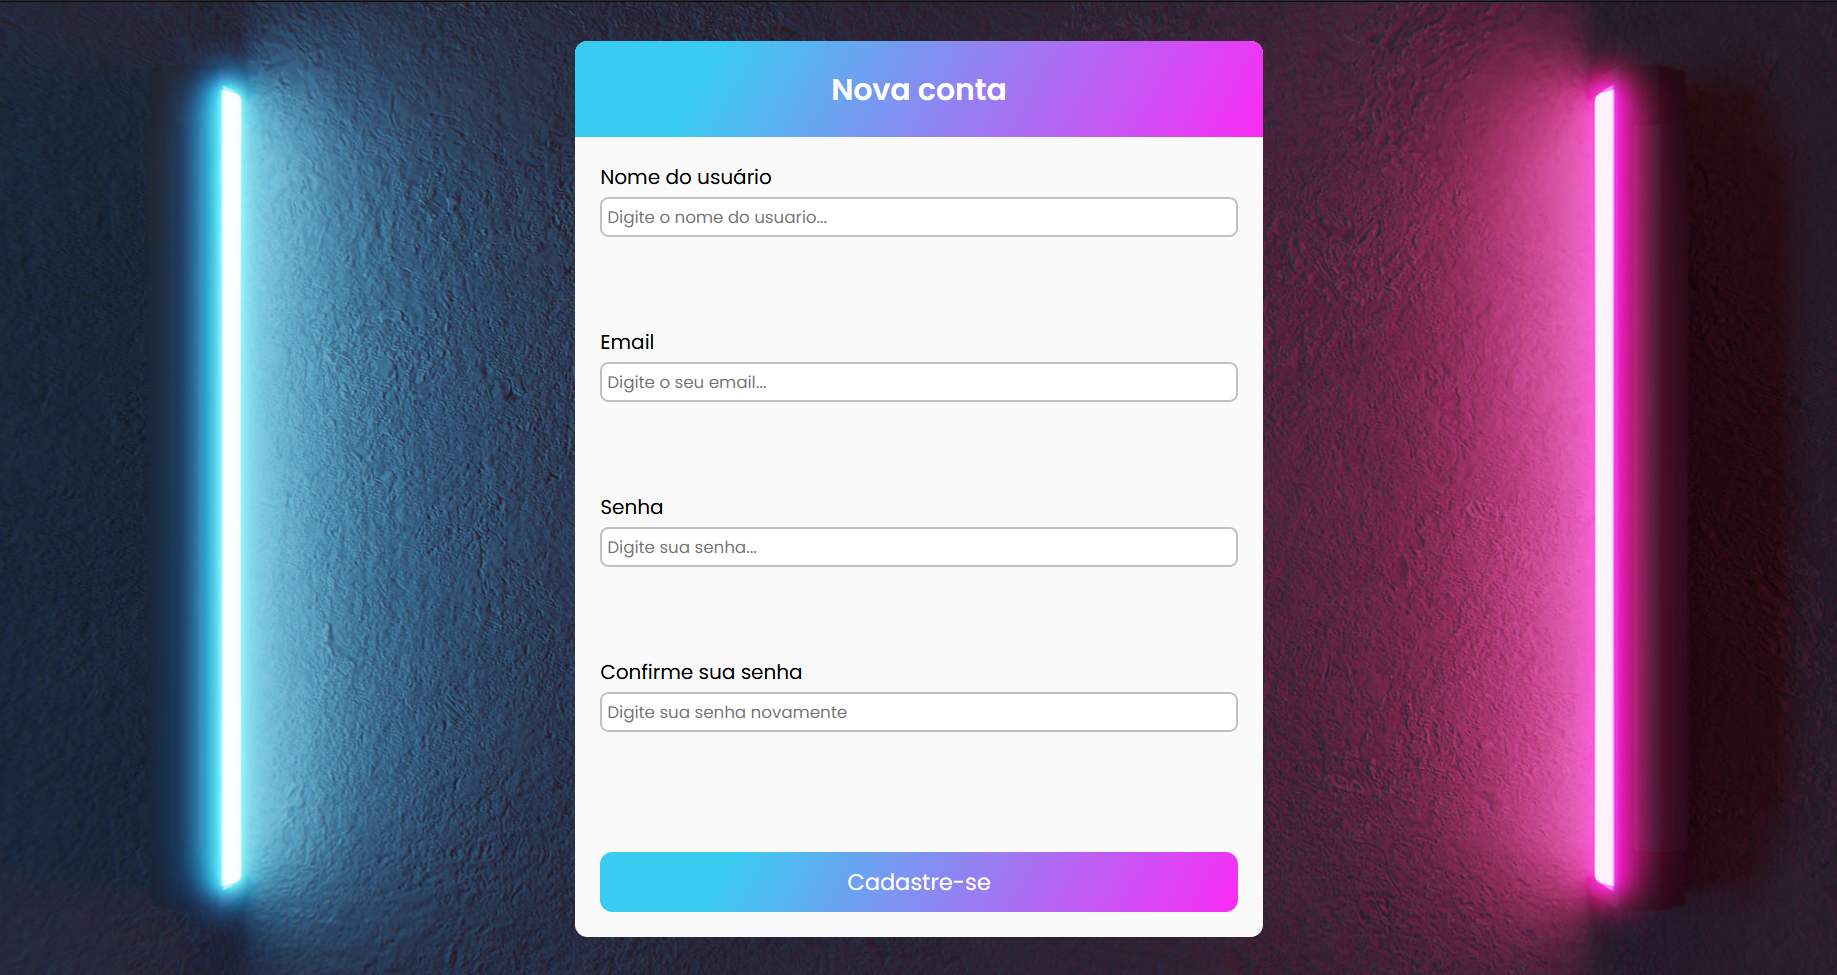 Nova conta
Nome do usuário
Digite o nome do usuario...
Email
Digite o seu email...
Senha
Digite sua senha...
Confirme sua senha
Digite sua senha novamente
Cadastre-se